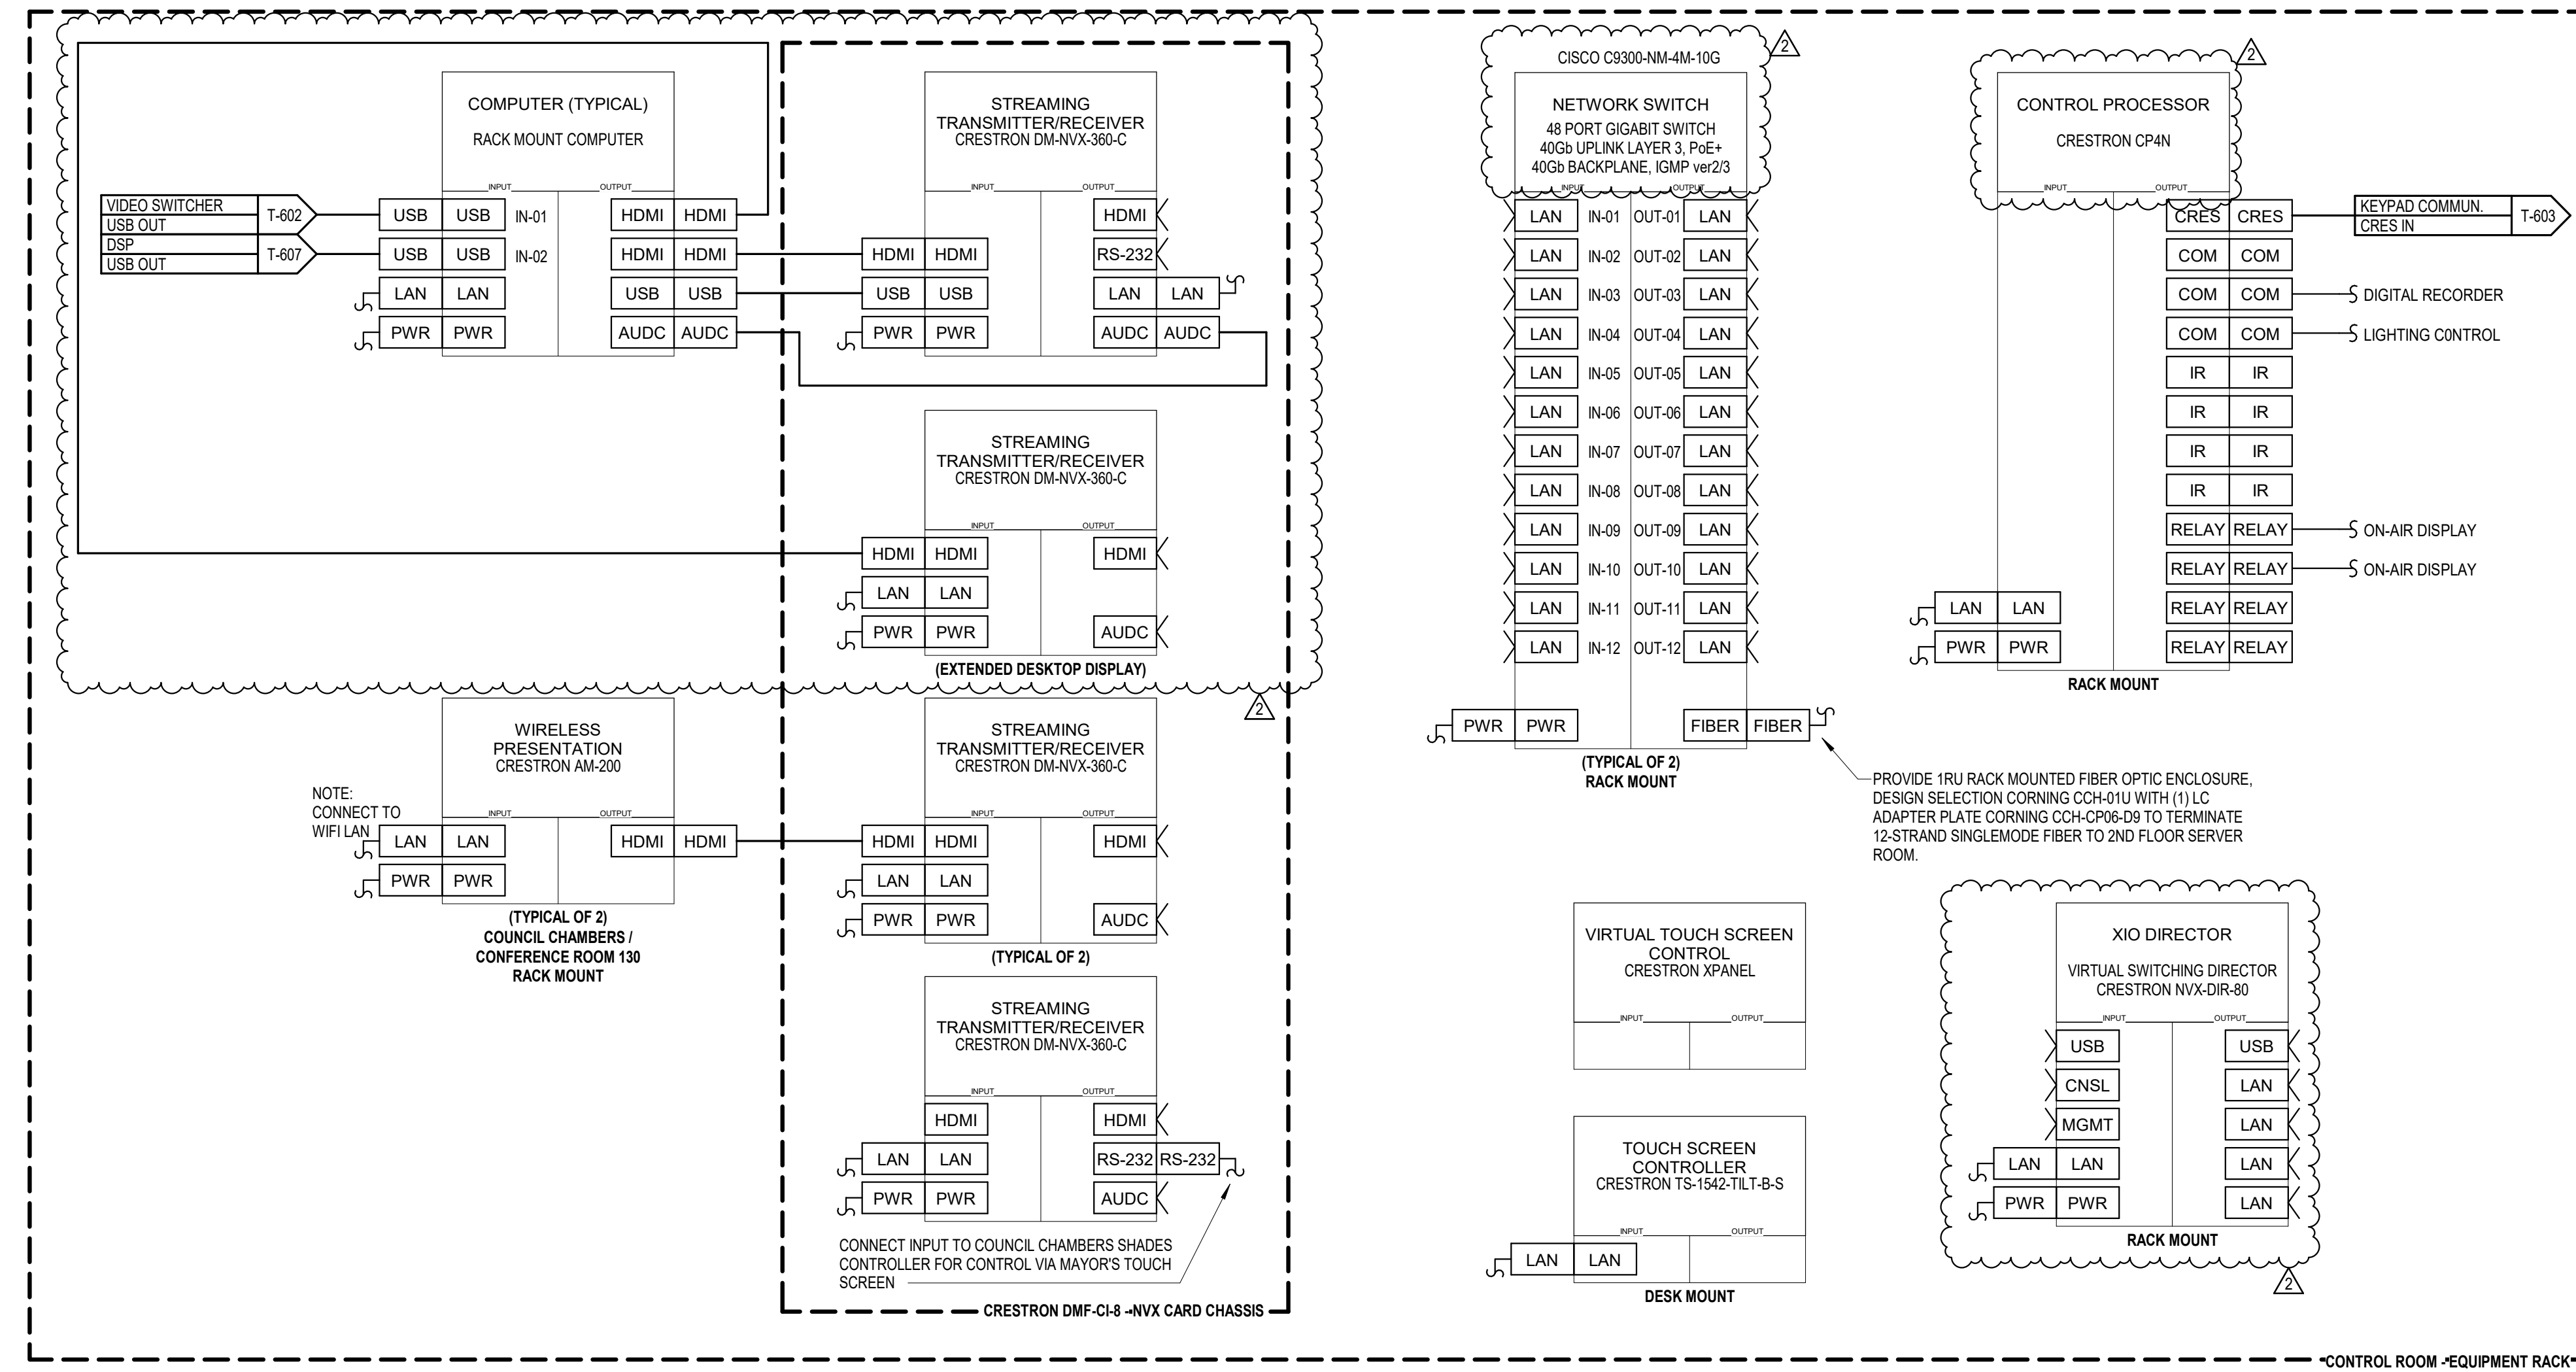 COMPUTER (TYPICAL)
RACK MOUNT COMPUTER
INPUT OUTPUT
VIDEO SWITCHER
USB OUT
T-602
DSP
USB OUT
T-607
USB USB IN-01 HDMI HDMI
USB USB IN-02 HDMI HDMI
LAN LAN USB USB
PWR PWR AUDC AUDC
STREAMING
TRANSMITTER/RECEIVER
CRESTRON DM-NVX-360-C
INPUT OUTPUT
HDMI
HDMI HDMI RS-232
USB USB LAN LAN
PWR PWR AUDC AUDC
STREAMING
TRANSMITTER/RECEIVER
CRESTRON DM-NVX-360-C
INPUT OUTPUT
HDMI HDMI HDMI
LAN LAN
PWR PWR AUDC
(EXTENDED DESKTOP DISPLAY)
2
WIRELESS
PRESENTATION
CRESTRON AM-200
INPUT OUTPUT
NOTE:
CONNECT TO
WIFI LAN
LAN LAN HDMI HDMI
PWR PWR
(TYPICAL OF 2)
COUNCIL CHAMBERS /
CONFERENCE ROOM 130
RACK MOUNT
STREAMING
TRANSMITTER/RECEIVER
CRESTRON DM-NVX-360-C
INPUT OUTPUT
HDMI HDMI HDMI
LAN LAN
PWR PWR AUDC
(TYPICAL OF 2)
STREAMING
TRANSMITTER/RECEIVER
CRESTRON DM-NVX-360-C
INPUT OUTPUT
HDMI HDMI
LAN LAN RS-232 RS-232
PWR PWR AUDC
CONNECT INPUT TO COUNCIL CHAMBERS SHADES
CONTROLLER FOR CONTROL VIA MAYOR'S TOUCH
SCREEN
CRESTRON DMF-CI-8 - NVX CARD CHASSIS
CISCO C9300-NM-4M-10G
2
NETWORK SWITCH
48 PORT GIGABIT SWITCH
40Gb UPLINK LAYER 3, PoE+
40Gb BACKPLANE, IGMP ver2/3
INPUT OUTPUT
LAN IN-01 OUT-01 LAN
LAN IN-02 OUT-02 LAN
LAN IN-03 OUT-03 LAN
LAN IN-04 OUT-04 LAN
LAN IN-05 OUT-05 LAN
LAN IN-06 OUT-06 LAN
LAN IN-07 OUT-07 LAN
LAN IN-08 OUT-08 LAN
LAN IN-09 OUT-09 LAN
LAN IN-10 OUT-10 LAN
LAN IN-11 OUT-11 LAN
LAN IN-12 OUT-12 LAN
PWR PWR FIBER FIBER
(TYPICAL OF 2)
RACK MOUNT
PROVIDE 1RU RACK MOUNTED FIBER OPTIC ENCLOSURE,
DESIGN SELECTION CORNING CCH-01U WITH (1) LC
ADAPTER PLATE CORNING CCH-CP06-D9 TO TERMINATE
12-STRAND SINGLEMODE FIBER TO 2ND FLOOR SERVER
ROOM.
2
CONTROL PROCESSOR
CRESTRON CP4N
INPUT OUTPUT
CRES CRES
KEYPAD COMMUN.
CRES IN
T-603
COM COM
COM COM DIGITAL RECORDER
COM COM LIGHTING CONTROL
IR IR
IR IR
IR IR
IR IR
RELAY RELAY ON-AIR DISPLAY
RELAY RELAY ON-AIR DISPLAY
LAN LAN RELAY RELAY
PWR PWR RELAY RELAY
RACK MOUNT
VIRTUAL TOUCH SCREEN
CONTROL
CRESTRON XPANEL
INPUT OUTPUT
TOUCH SCREEN
CONTROLLER
CRESTRON TS-1542-TILT-B-S
INPUT OUTPUT
LAN LAN
DESK MOUNT
XIO DIRECTOR
VIRTUAL SWITCHING DIRECTOR
CRESTRON NVX-DIR-80
INPUT OUTPUT
USB USB
CNSL LAN
MGMT LAN
LAN LAN LAN
PWR PWR LAN
RACK MOUNT
2
CONTROL ROOM - EQUIPMENT RACK